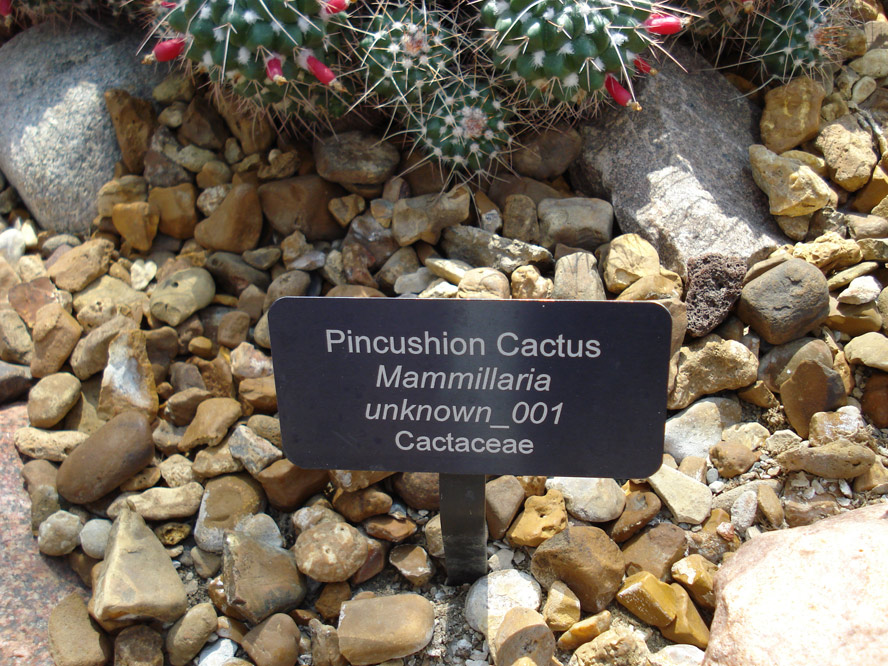 Pincushion Cactus
Mammillaria
unknown_001
Cactaceae